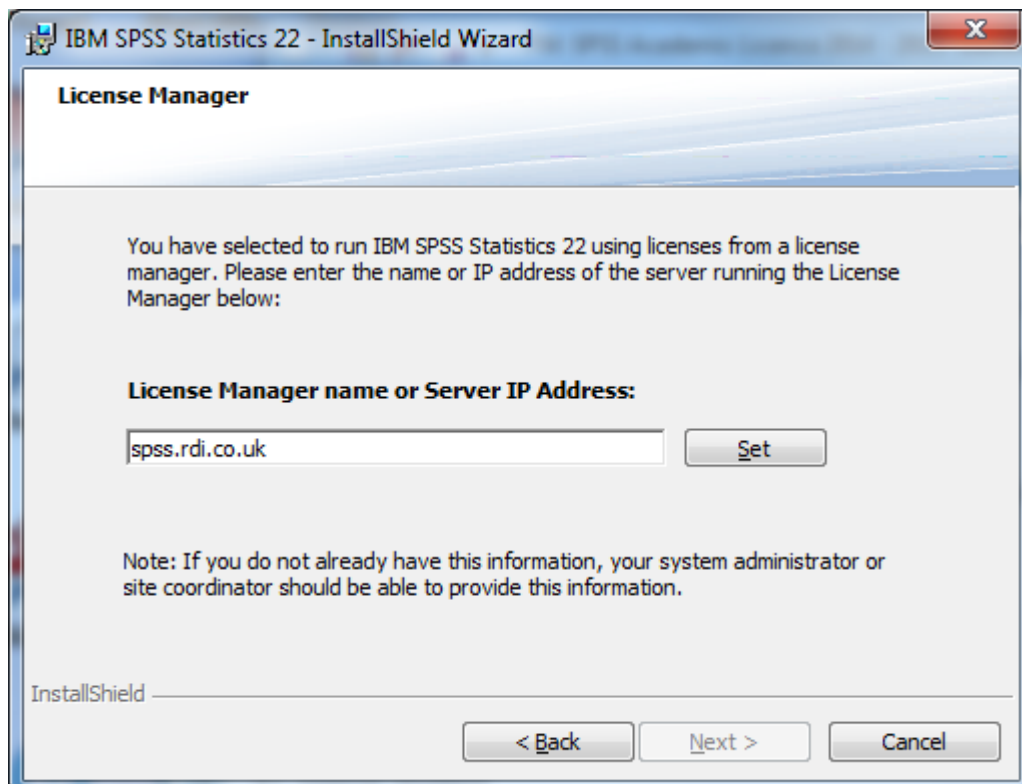 IBM SPSS Statistics 22 - InstallShield Wizard
License Manager
You have selected to run IBM SPSS Statistics 22 using licenses from a license
manager. Please enter the name or IP address of the server running the License
Manager below:
License Manager name or Server IP Address:
spss.rdi.co.uk
Set
Note: If you do not already have this information, your system administrator or
site coordinator should be able to provide this information.
InstallShield
< Back
Next >
Cancel